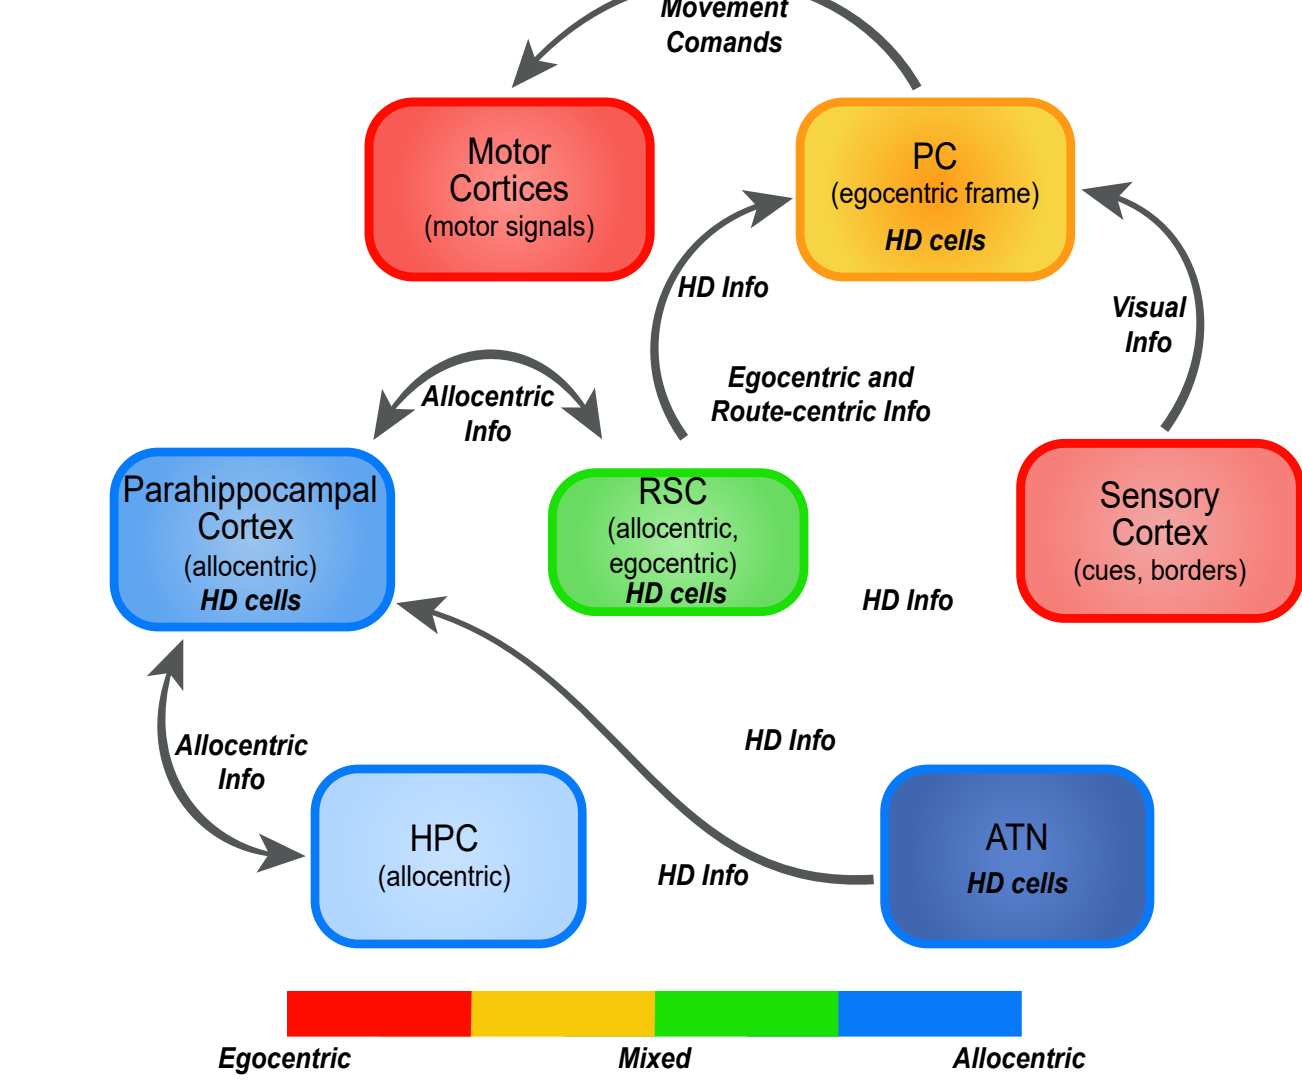 Movement
Comands
Motor
Cortices
(motor signals)
PC
(egocentric frame)
HD cells
HD Info
Visual
Info
Egocentric and
Route-centric Info
Allocentric
Info
Parahippocampal
Cortex
(allocentric)
HD cells
RSC
(allocentric,
egocentric)
HD cells
Sensory
Cortex
(cues, borders)
HD Info
HD Info
Allocentric
Info
HPC
(allocentric)
HD Info
ATN
HD cells
Egocentric
Mixed
Allocentric